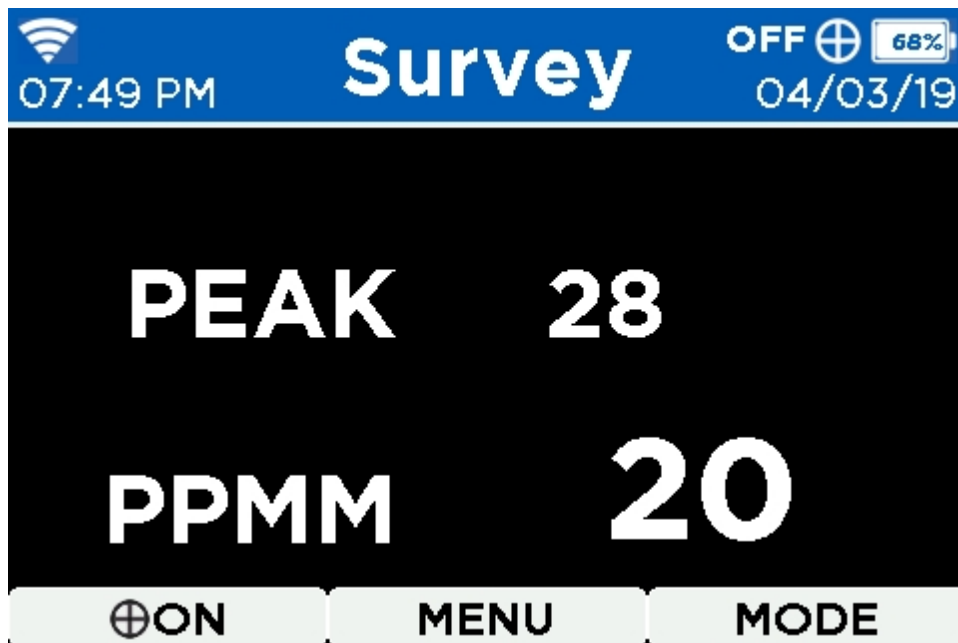 Survey
OFF 68%
07:49 PM
04/03/19
PEAK 28
PPMM 20
ON
MENU
MODE